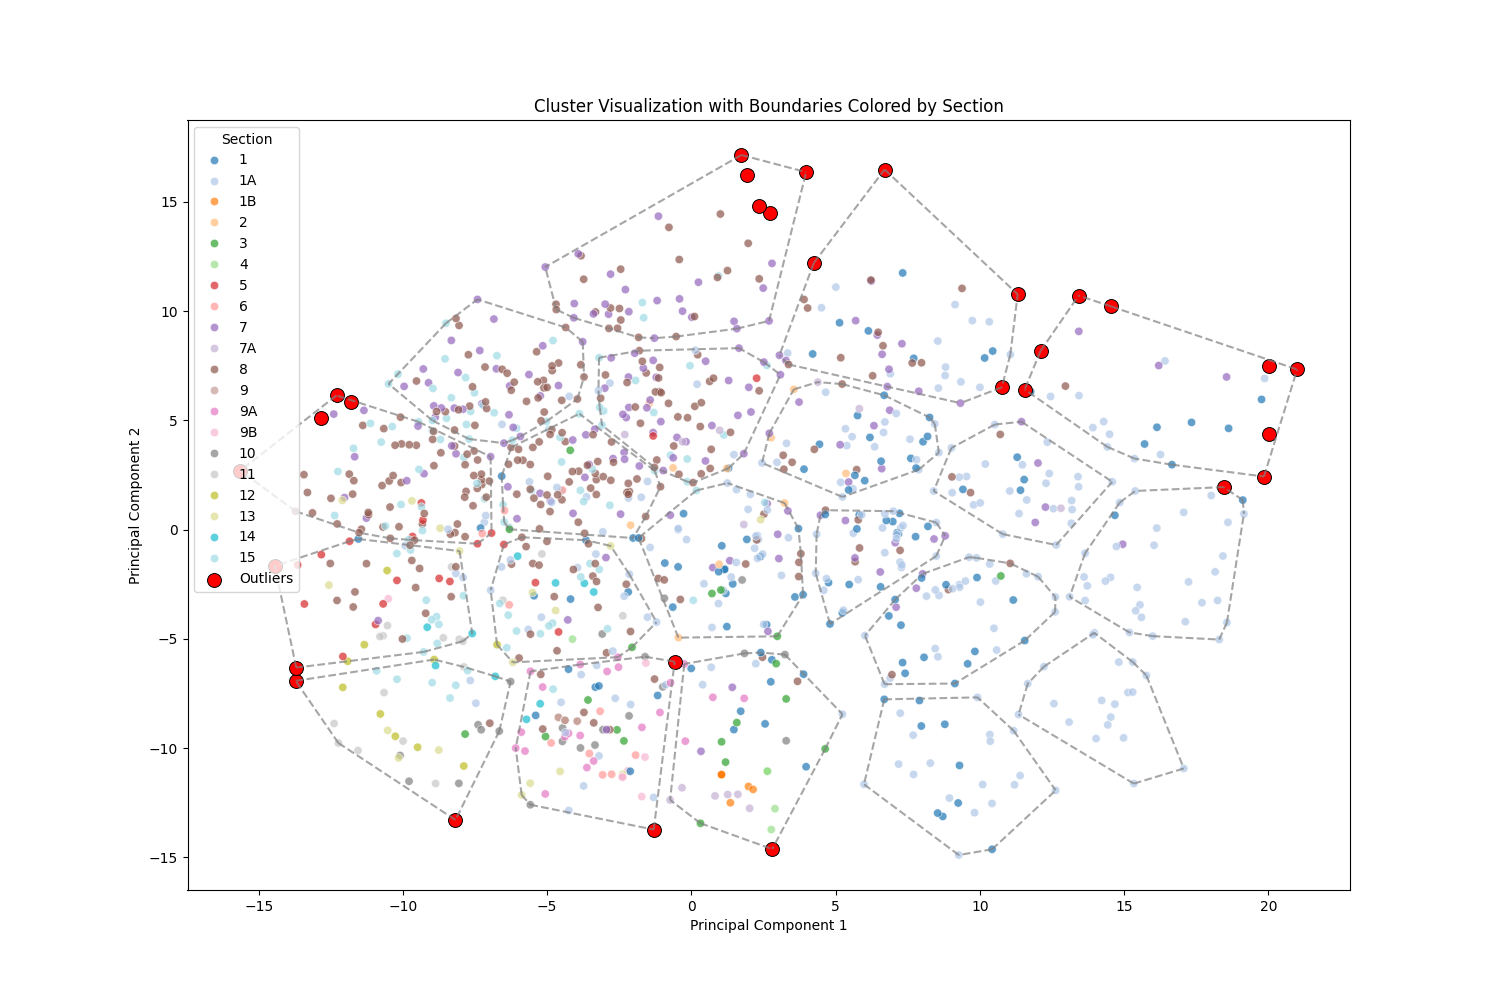 Cluster Visualization with Boundaries Colored by Section
Section
1
1A
1B
2
3
4
5
6
7
7A
8
9
9A
9B
10
11
12
13
14
15
Outliers
15
10
5
0
−5
−10
−15
Principal Component 2
−15 −10 −5 0 5 10 15 20
Principal Component 1